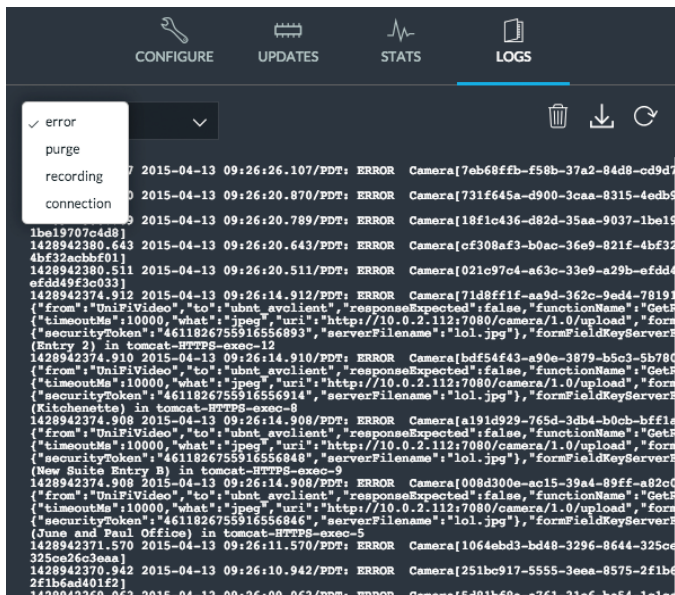 CONFIGURE UPDATES STATS LOGS
error
purge
recording
connection
7 2015-04-13 09:26:26.107/PDT: ERROR Camera[7eb68ffb-f58b-37a2-84d8-cd9d7
0 2015-04-13 09:26:20.870/PDT: ERROR Camera[731f645a-d900-3caa-8315-4edb9
9 2015-04-13 09:26:20.789/PDT: ERROR Camera[18f1c436-d82d-35aa-9037-1be19
1be19707c4d8]
1428942380.643 2015-04-13 09:26:20.643/PDT: ERROR Camera[cf308af3-b0ac-36e9-821f-4bf32
4bf32acbbf01]
1428942380.511 2015-04-13 09:26:20.511/PDT: ERROR Camera[021c97c4-a63c-33e9-a29b-efdd4
efdd49f3c033]
1428942374.912 2015-04-13 09:26:14.912/PDT: ERROR Camera[71d8ff1f-aa9d-362c-9ed4-78191
{"from":"UniFiVideo","to":"ubnt_avclient","responseExpected":false,"functionName":"GetR
{"timeoutMs":10000,"what":"jpeg","uri":"http://10.0.2.112:7080/camera/1.0/upload","form
{"securityToken":"4611826755916556893","serverFilename":"lol.jpg"},"formFieldKeyServerF
(Entry 2) in tomcat-HTTPS-exec-12
1428942374.910 2015-04-13 09:26:14.910/PDT: ERROR Camera[bdf54f43-a90e-3879-b5c3-5b780
{"from":"UniFiVideo","to":"ubnt_avclient","responseExpected":false,"functionName":"GetR
{"timeoutMs":10000,"what":"jpeg","uri":"http://10.0.2.112:7080/camera/1.0/upload","form
{"securityToken":"4611826755916556914","serverFilename":"lol.jpg"},"formFieldKeyServerF
(Kitchenette) in tomcat-HTTPS-exec-8
1428942374.908 2015-04-13 09:26:14.908/PDT: ERROR Camera[a191d929-765d-3db4-b0cb-bff1a
{"from":"UniFiVideo","to":"ubnt_avclient","responseExpected":false,"functionName":"GetR
{"timeoutMs":10000,"what":"jpeg","uri":"http://10.0.2.112:7080/camera/1.0/upload","form
{"securityToken":"4611826755916556848","serverFilename":"lol.jpg"},"formFieldKeyServerF
(New Suite Entry B) in tomcat-HTTPS-exec-9
1428942374.908 2015-04-13 09:26:14.908/PDT: ERROR Camera[008d300e-ac15-39a4-89ff-a82c0
{"from":"UniFiVideo","to":"ubnt_avclient","responseExpected":false,"functionName":"GetR
{"timeoutMs":10000,"what":"jpeg","uri":"http://10.0.2.112:7080/camera/1.0/upload","form
{"securityToken":"4611826755916556846","serverFilename":"lol.jpg"},"formFieldKeyServerF
(June and Paul Office) in tomcat-HTTPS-exec-5
1428942371.570 2015-04-13 09:26:11.570/PDT: ERROR Camera[1064ebd3-bd48-3296-8644-325ce
325ce26c3eaa]
1428942370.942 2015-04-13 09:26:10.942/PDT: ERROR Camera[251bc917-5555-3eea-8575-2f1b6
2f1b6ad401f2]